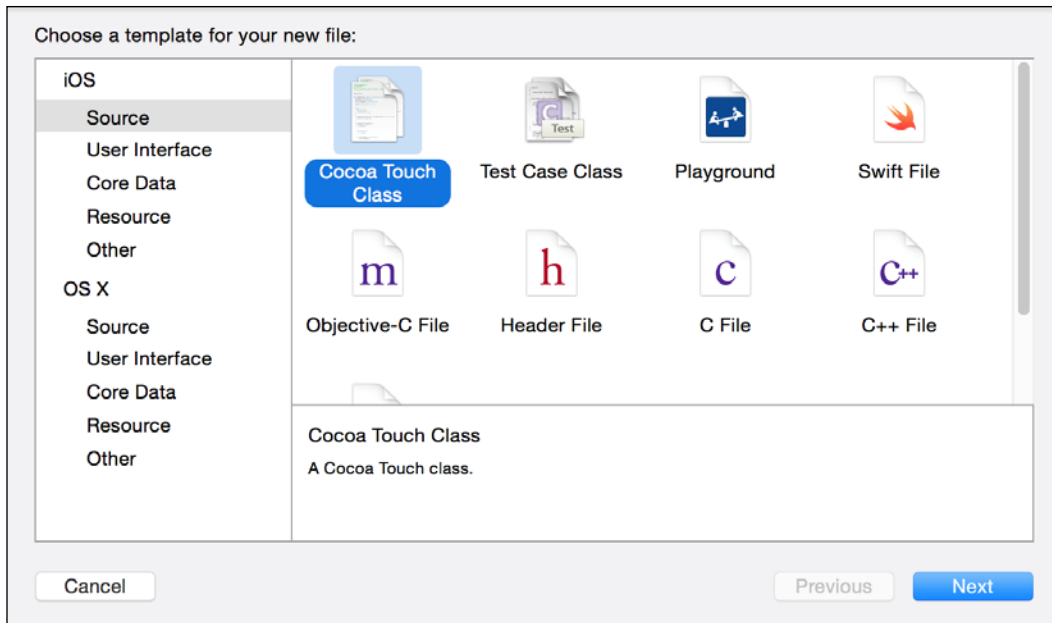 Choose a template for your new file:
iOS
Source
User Interface
Core Data
Resource
Other
OS X
Source
User Interface
Core Data
Resource
Other
Test
Cocoa Touch
Class
Test Case Class
Playground
Swift File
m
h
c
c++
Objective-C File
Header File
C File
C++ File
Cocoa Touch Class
A Cocoa Touch class.
Cancel
Previous
Next